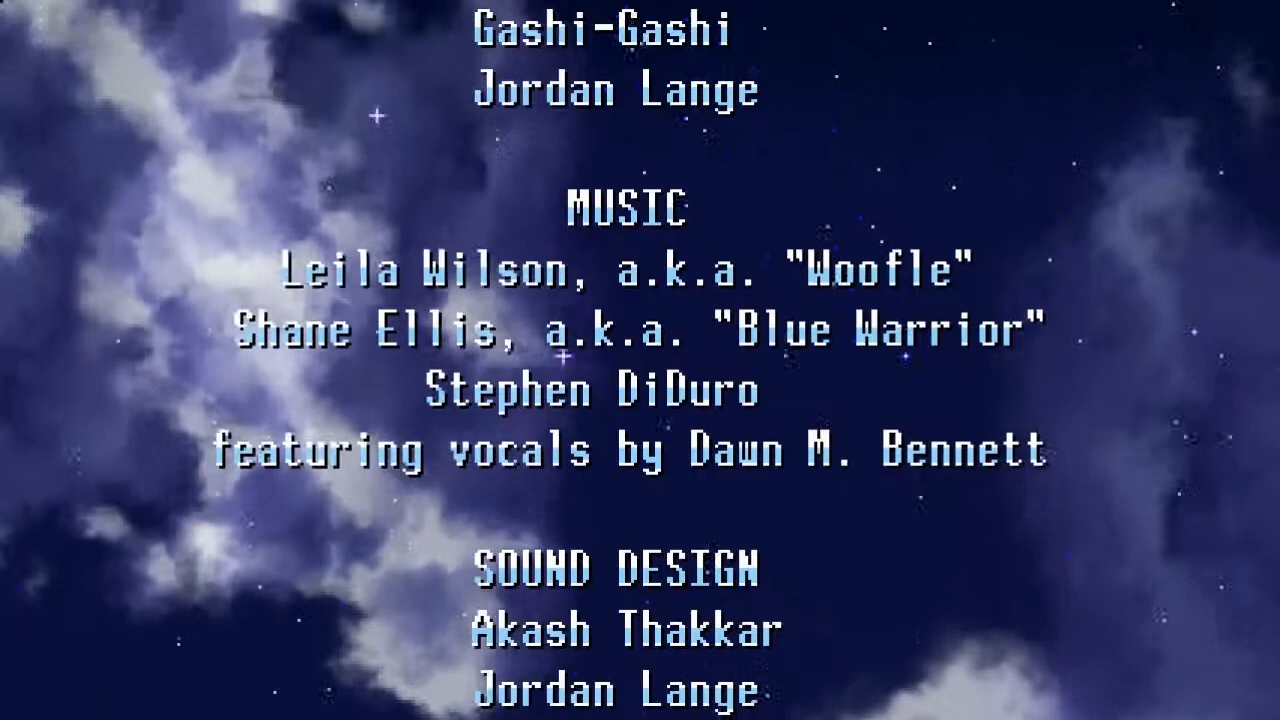 Gashi-Gashi
Jordan Lange
MUSIC
Leila Wilson, a.k.a. "Woofle"
Shane Ellis, a.k.a. "Blue Warrior"
Stephen DiDuro
featuring vocals by Dawn M. Bennett
SOUND DESIGN
Akash Thakkar
Jordan Lange